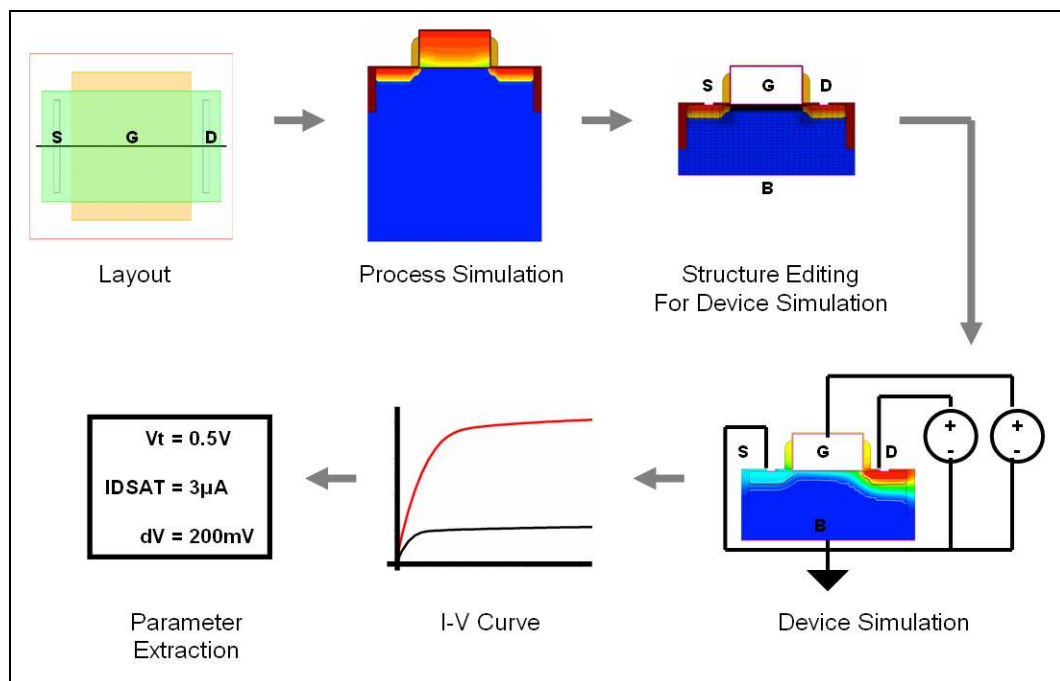 S G D
Layout
Process Simulation
S G D
B
Structure Editing
For Device Simulation
Vt = 0.5V
IDSAT = 3µA
dV = 200mV
Parameter
Extraction
I-V Curve
S G D
B
+
-
+
-
Device Simulation